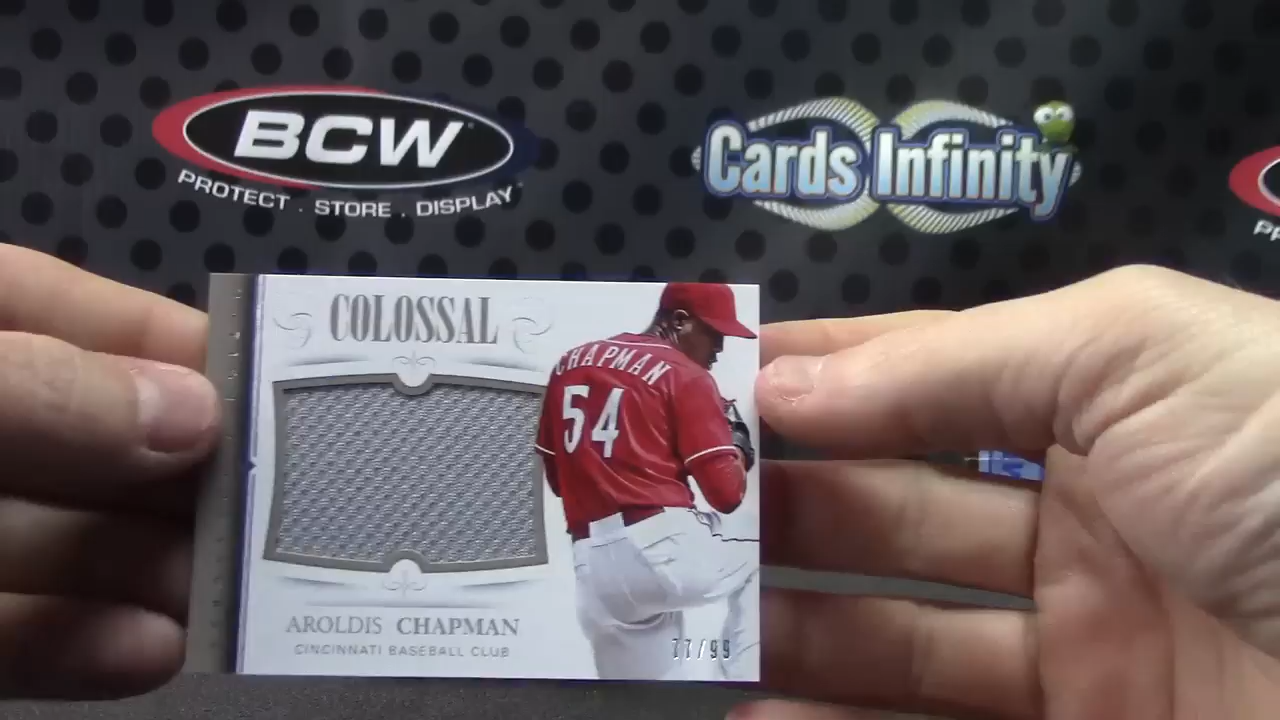 BCW
PROTECT . STORE . DISPLAY
Cards Infinity
COLOSSAL
CHAPMAN
54
AROLDIS CHAPMAN
CINCINNATI BASEBALL CLUB
77/99